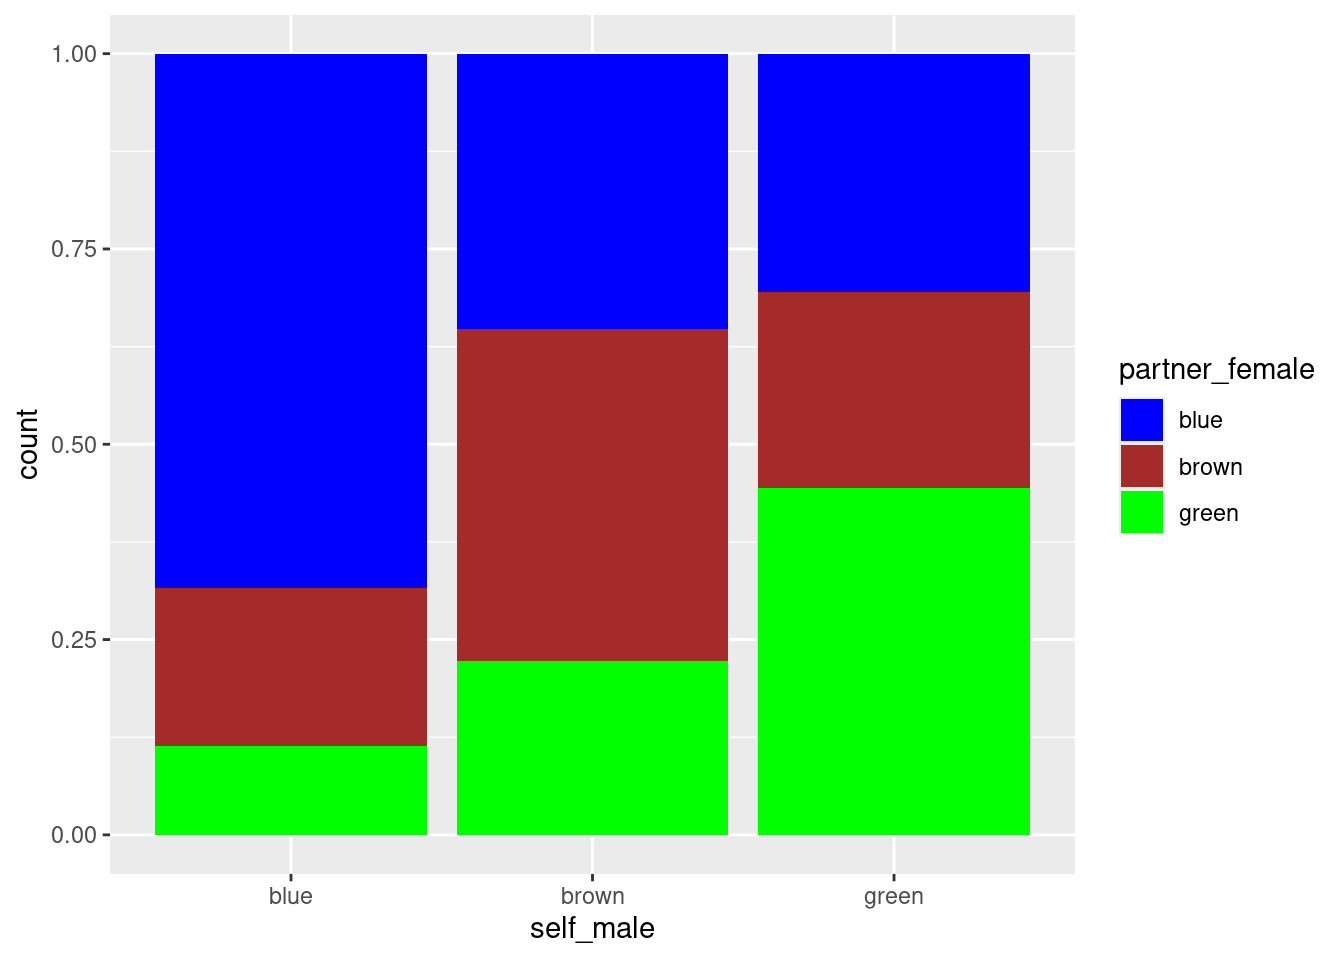 1.00
0.75
0.50
0.25
0.00
count
blue
brown
green
self_male
partner_female
blue
brown
green